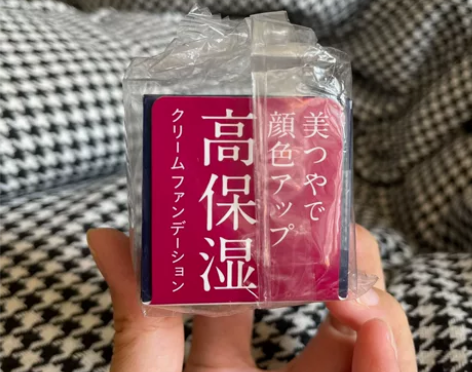 美つやで
顔色アップ
高保湿
クリームファンデーション